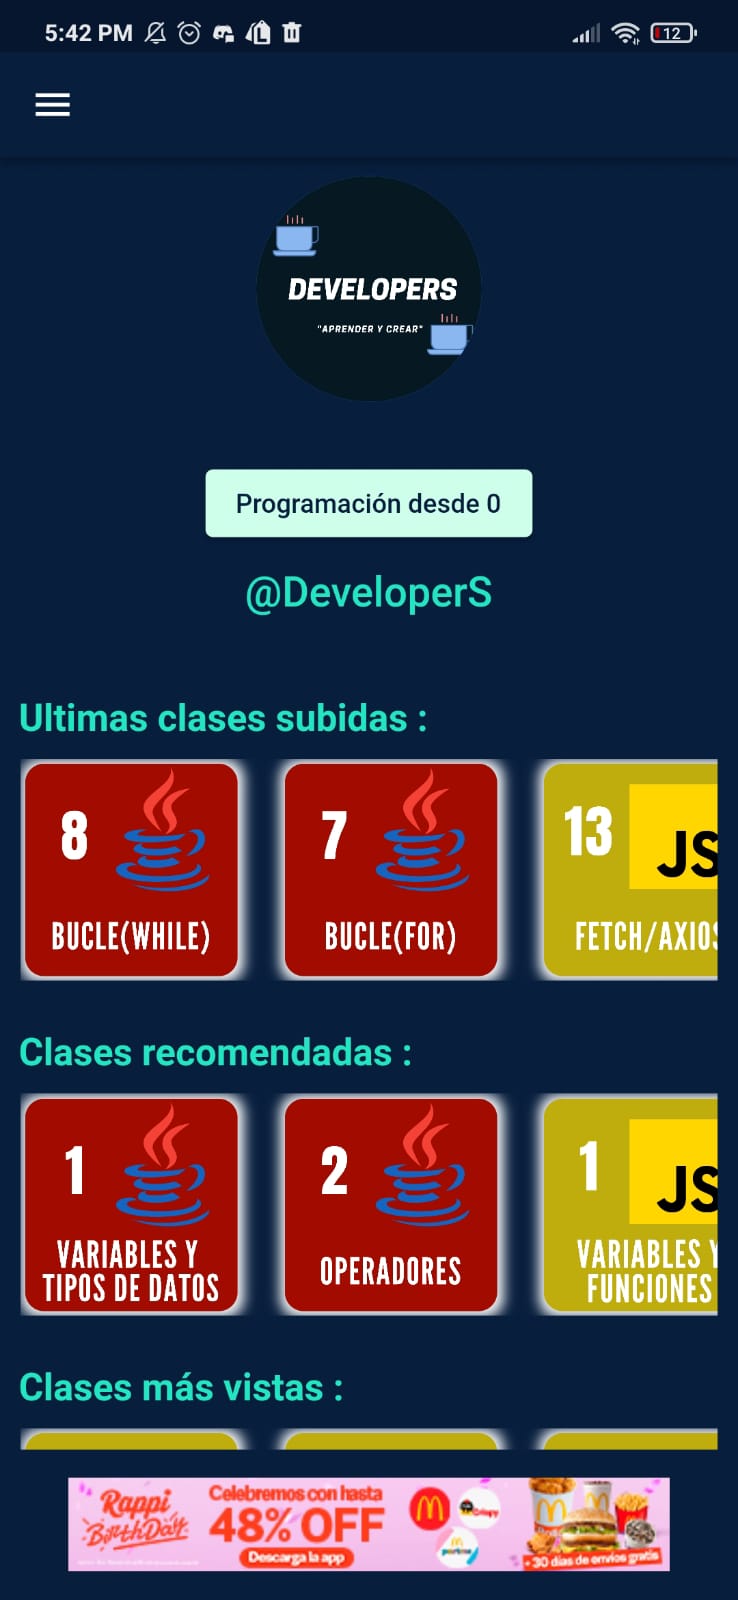 5:42 PM
12
DEVELOPERS
"APRENDER Y CREAR"
Programación desde 0
@DeveloperS
Ultimas clases subidas :
8
BUCLE(WHILE)
7
BUCLE(FOR)
13
JS
FETCH/AXIOS
Clases recomendadas :
1
VARIABLES Y
TIPOS DE DATOS
2
OPERADORES
1
JS
VARIABLES Y
FUNCIONES
Clases más vistas :
Rappi
Birthday
Celebremos con hasta
48% OFF
Descarga la app
+ 30 días de envíos gratis